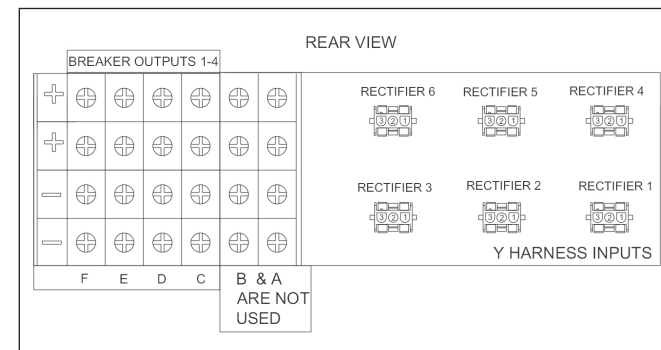 REAR VIEW
BREAKER OUTPUTS 1-4
RECTIFIER 6 RECTIFIER 5 RECTIFIER 4
3 2 1 3 2 1 3 2 1
RECTIFIER 3 RECTIFIER 2 RECTIFIER 1
3 2 1 3 2 1 3 2 1
Y HARNESS INPUTS
F E D C B & A
ARE NOT
USED